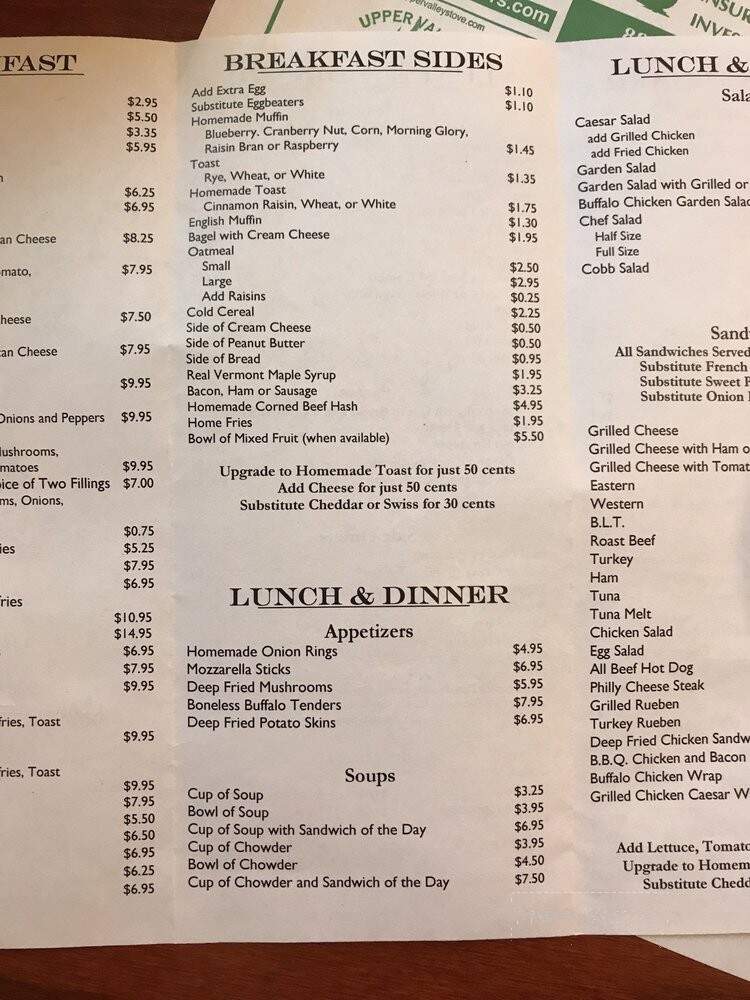 UPPER VA
pervalleystove.com
s.com
NSUR
INVES
FAST
$2.95
$5.50
$3.35
$5.95
$6.25
$6.95
an Cheese $8.25
mato, $7.95
heese $7.50
can Cheese $7.95
$9.95
Onions and Peppers $9.95
ushrooms,
matoes $9.95
ice of Two Fillings $7.00
ms, Onions,
$0.75
ies $5.25
$7.95
$6.95
ries
$10.95
$14.95
$6.95
$7.95
$9.95
ries, Toast
$9.95
ries, Toast
$9.95
$7.95
$5.50
$6.50
$6.95
$6.25
$6.95
BREAKFAST SIDES
Add Extra Egg $1.10
Substitute Eggbeaters $1.10
Homemade Muffin
Blueberry. Cranberry Nut, Corn, Morning Glory,
Raisin Bran or Raspberry $1.45
Toast
Rye, Wheat, or White $1.35
Homemade Toast
Cinnamon Raisin, Wheat, or White $1.75
English Muffin $1.30
Bagel with Cream Cheese $1.95
Oatmeal
Small $2.50
Large $2.95
Add Raisins $0.25
Cold Cereal $2.25
Side of Cream Cheese $0.50
Side of Peanut Butter $0.50
Side of Bread $0.95
Real Vermont Maple Syrup $1.95
Bacon, Ham or Sausage $3.25
Homemade Corned Beef Hash $4.95
Home Fries $1.95
Bowl of Mixed Fruit (when available) $5.50
Upgrade to Homemade Toast for just 50 cents
Add Cheese for just 50 cents
Substitute Cheddar or Swiss for 30 cents
LUNCH & DINNER
Appetizers
Homemade Onion Rings $4.95
Mozzarella Sticks $6.95
Deep Fried Mushrooms $5.95
Boneless Buffalo Tenders $7.95
Deep Fried Potato Skins $6.95
Soups
Cup of Soup $3.25
Bowl of Soup $3.95
Cup of Soup with Sandwich of the Day $6.95
Cup of Chowder $3.95
Bowl of Chowder $4.50
Cup of Chowder and Sandwich of the Day $7.50
LUNCH &
Sala
Caesar Salad
add Grilled Chicken
add Fried Chicken
Garden Salad
Garden Salad with Grilled or
Buffalo Chicken Garden Salad
Chef Salad
Half Size
Full Size
Cobb Salad
Sand
All Sandwiches Served
Substitute French
Substitute Sweet P
Substitute Onion
Grilled Cheese
Grilled Cheese with Ham o
Grilled Cheese with Tomat
Eastern
Western
B.L.T.
Roast Beef
Turkey
Ham
Tuna
Tuna Melt
Chicken Salad
Egg Salad
All Beef Hot Dog
Philly Cheese Steak
Grilled Rueben
Turkey Rueben
Deep Fried Chicken Sandw
B.B.Q. Chicken and Bacon
Buffalo Chicken Wrap
Grilled Chicken Caesar W
Add Lettuce, Tomato
Upgrade to Homem
Substitute Chedd